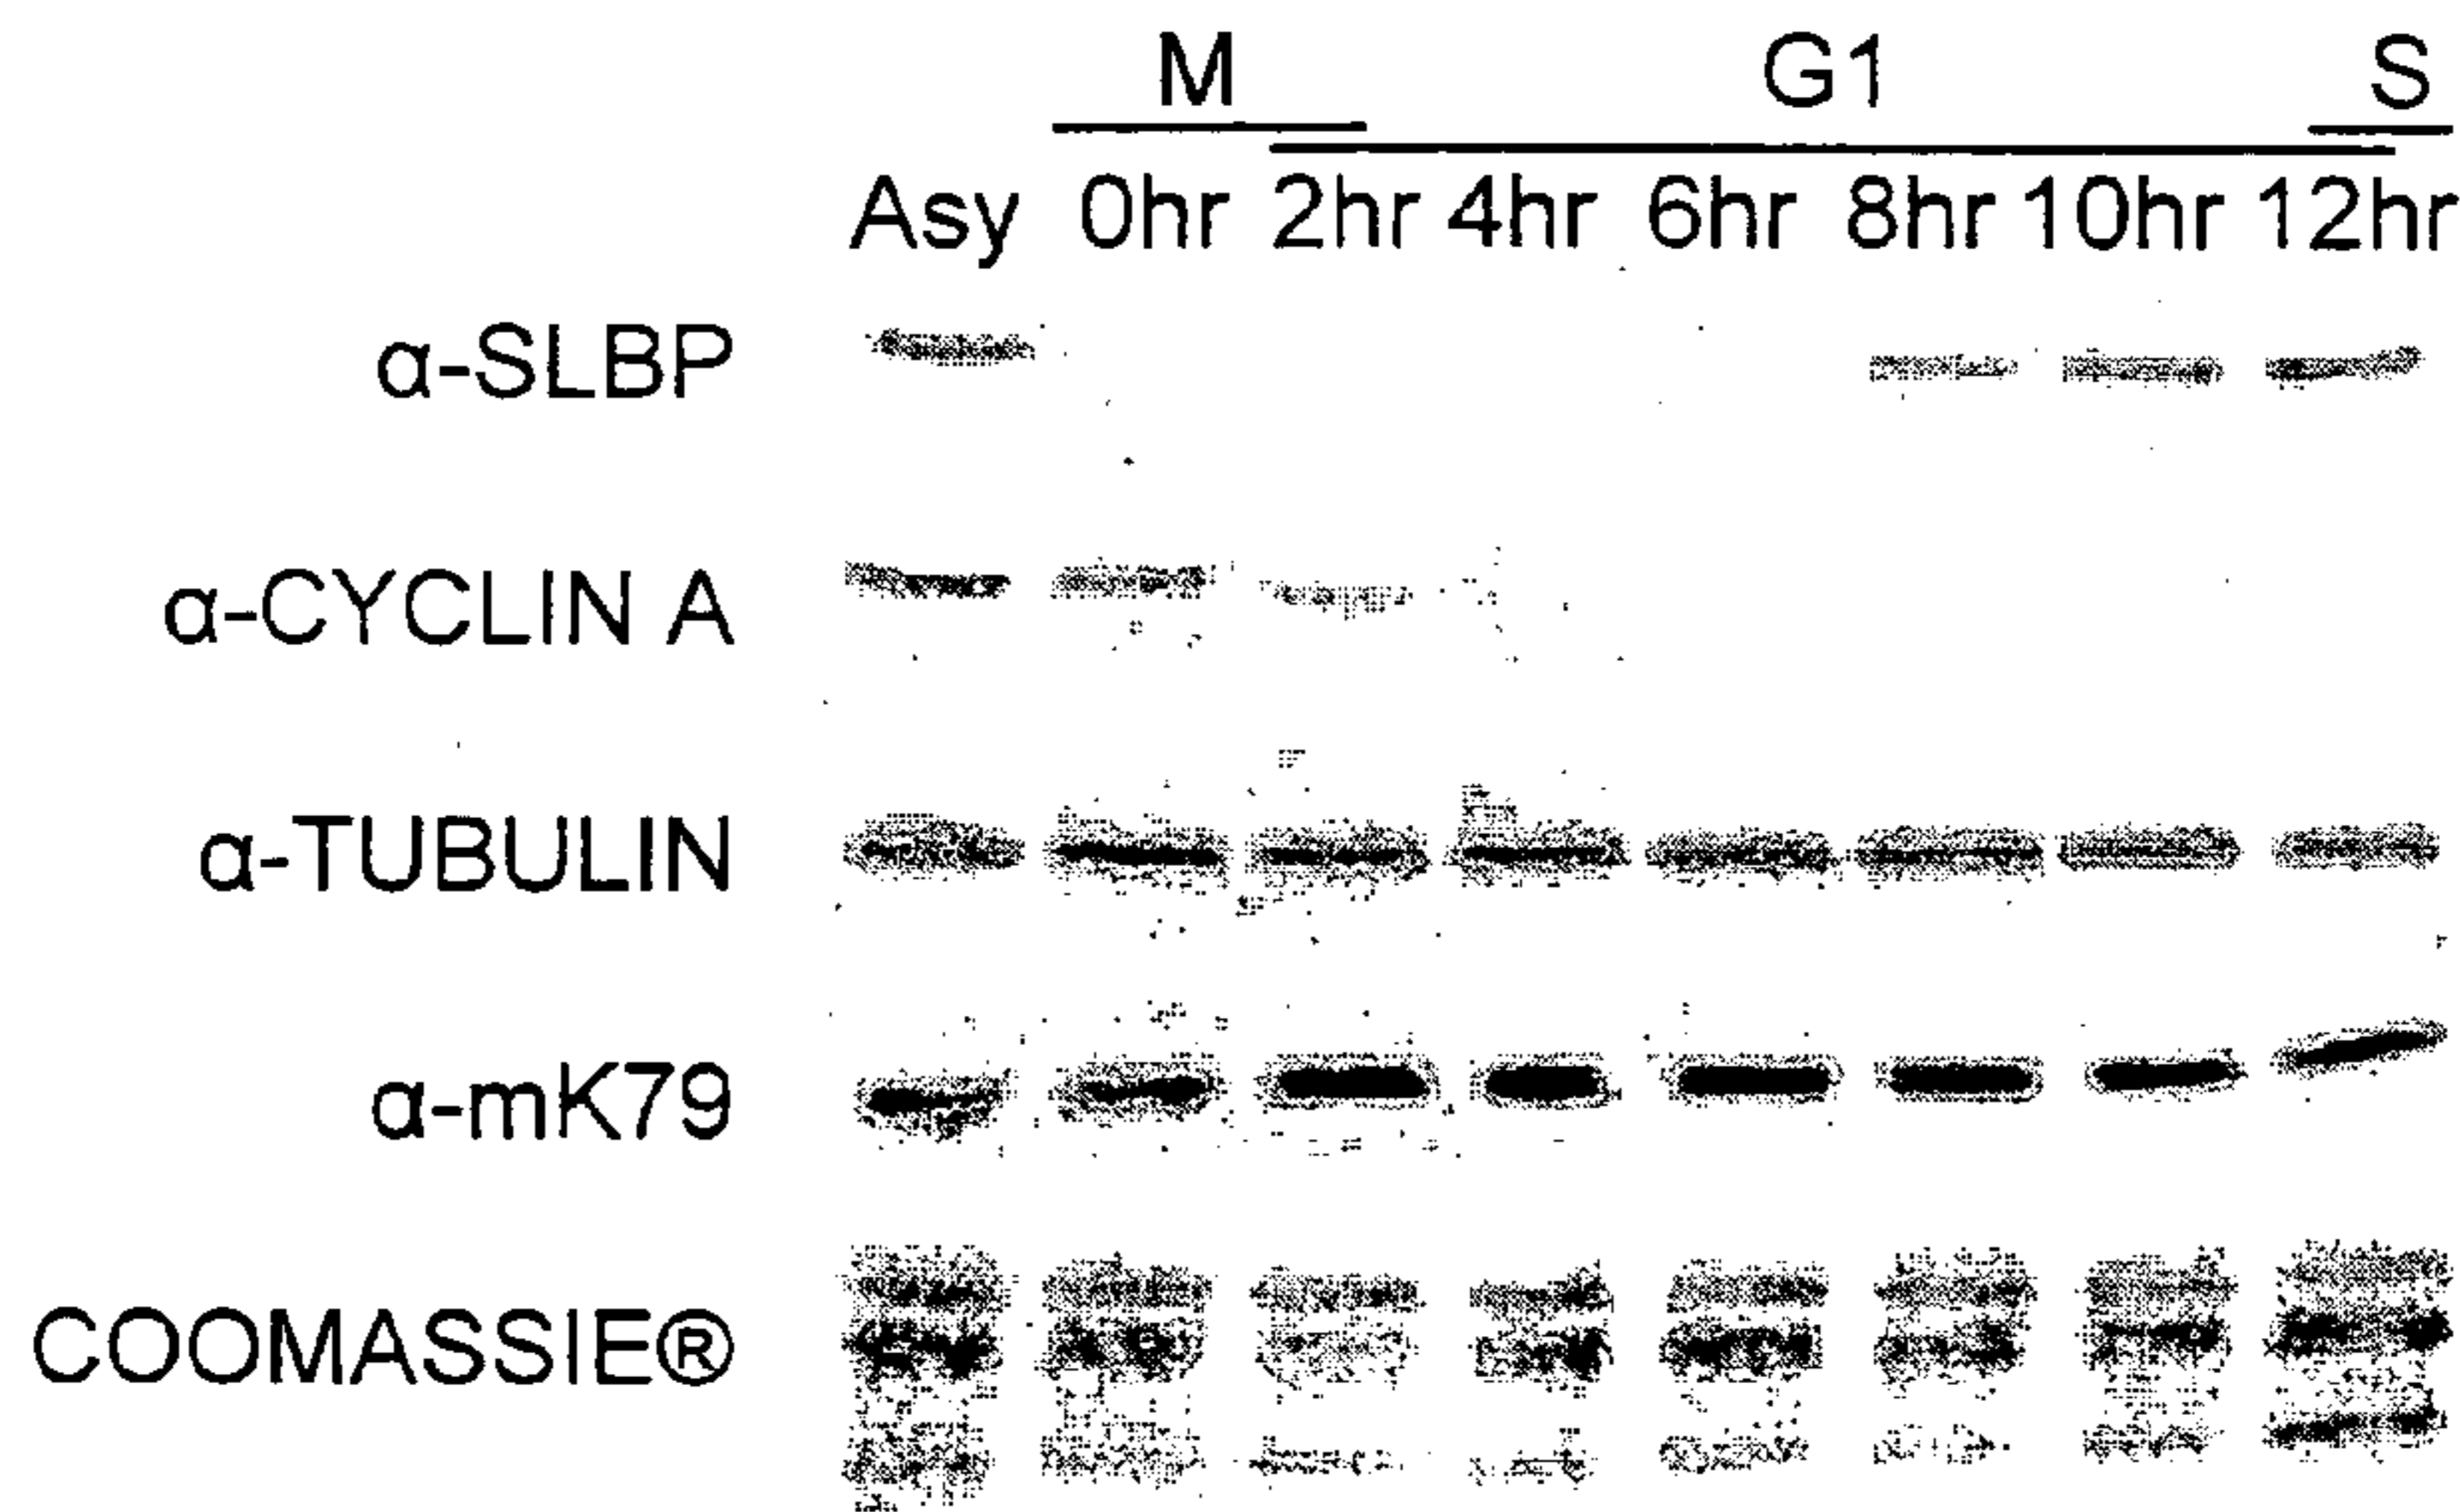 M G1 S
Asy 0hr 2hr 4hr 6hr 8hr 10hr 12hr
α-SLBP
α-CYCLIN A
α-TUBULIN
α-mK79
COOMASSIE®